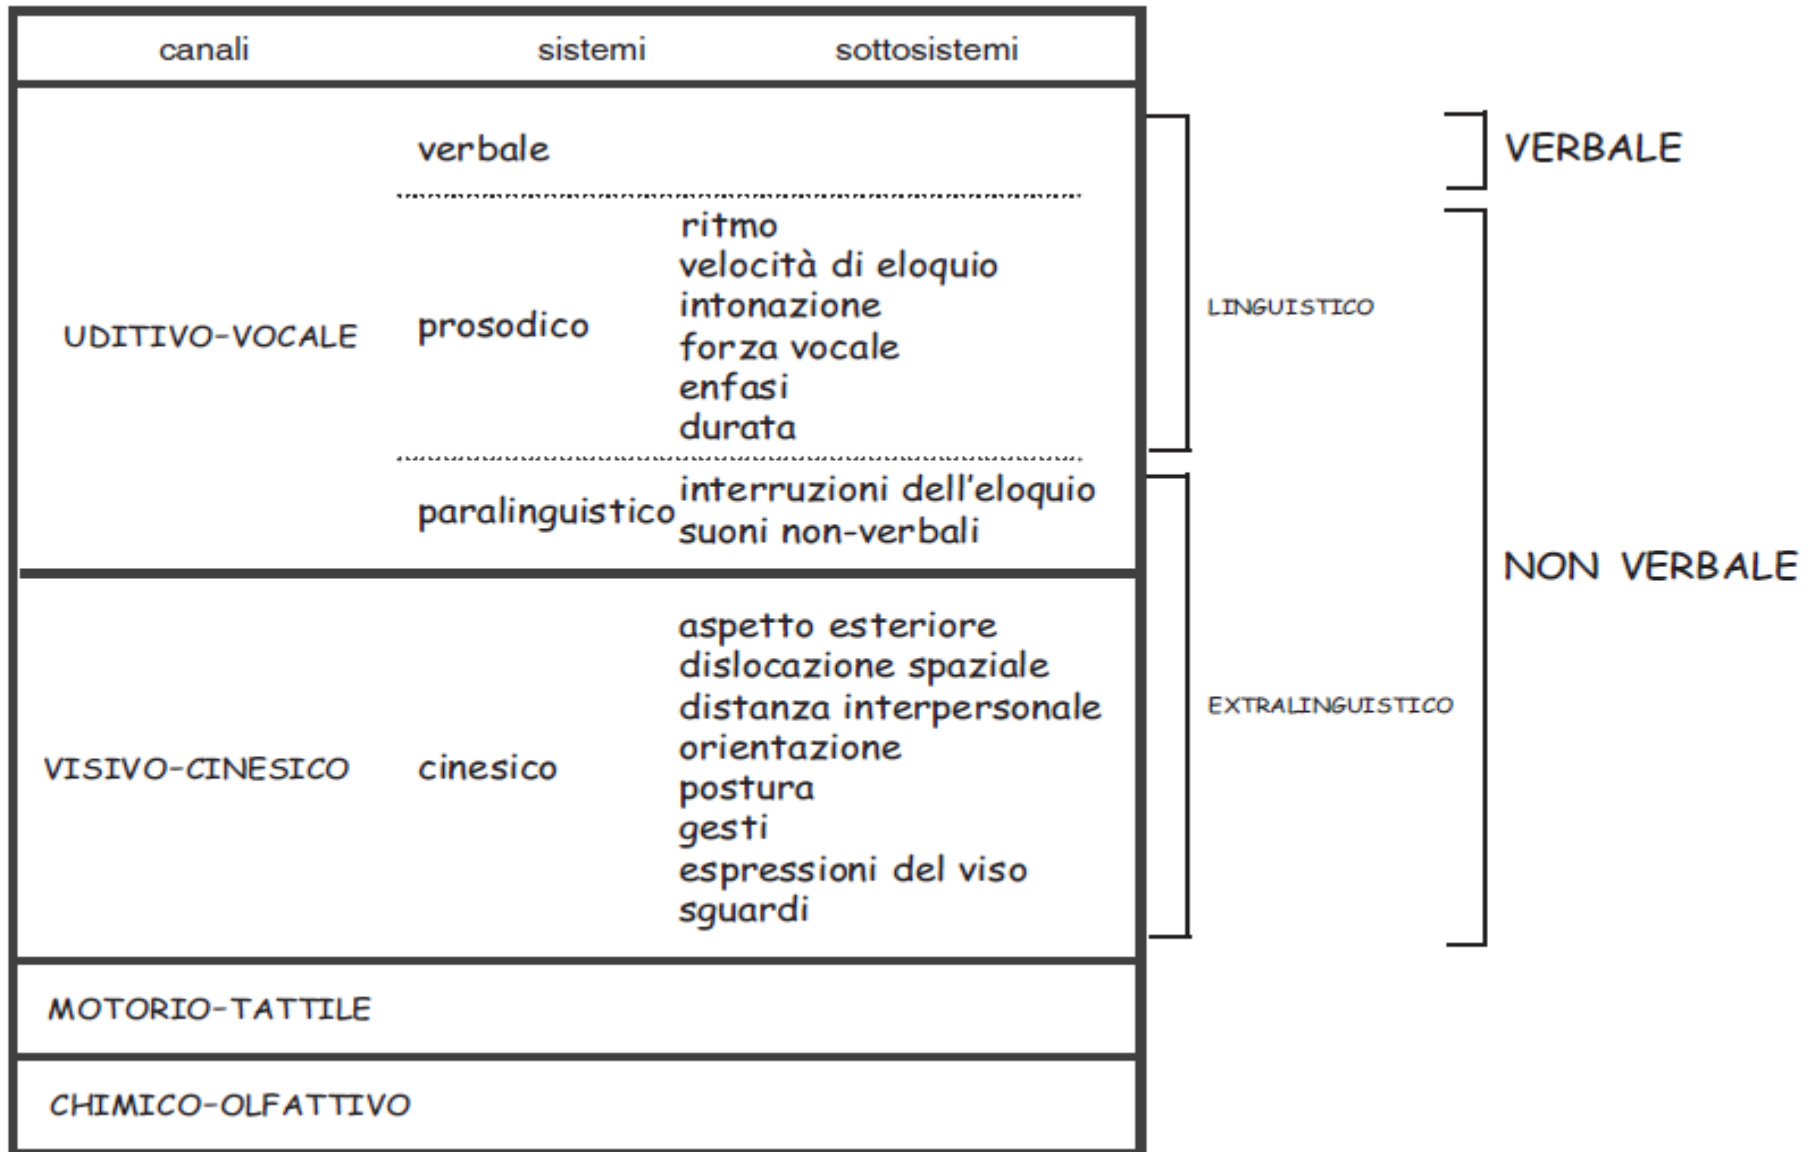 canali sistemi sottosistemi
verbale
UDITIVO-VOCALE
prosodico
ritmo
velocità di eloquio
intonazione
forza vocale
enfasi
durata
paralinguistico
interruzioni dell'eloquio
suoni non-verbali
VISIVO-CINESICO
cinesico
aspetto esteriore
dislocazione spaziale
distanza interpersonale
orientazione
postura
gesti
espressioni del viso
sguardi
MOTORIO-TATTILE
CHIMICO-OLFATTIVO
LINGUISTICO
EXTRALINGUISTICO
VERBALE
NON VERBALE